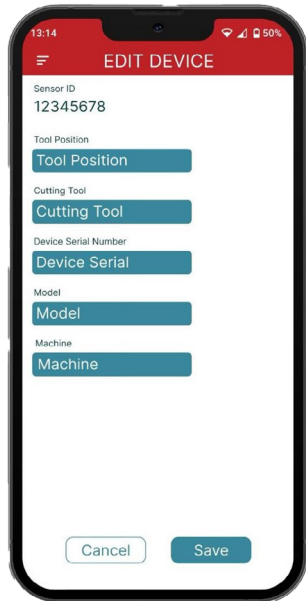 13:14
50%
EDIT DEVICE
Sensor ID
12345678
Tool Position
Tool Position
Cutting Tool
Cutting Tool
Device Serial Number
Device Serial
Model
Model
Machine
Machine
Cancel Save